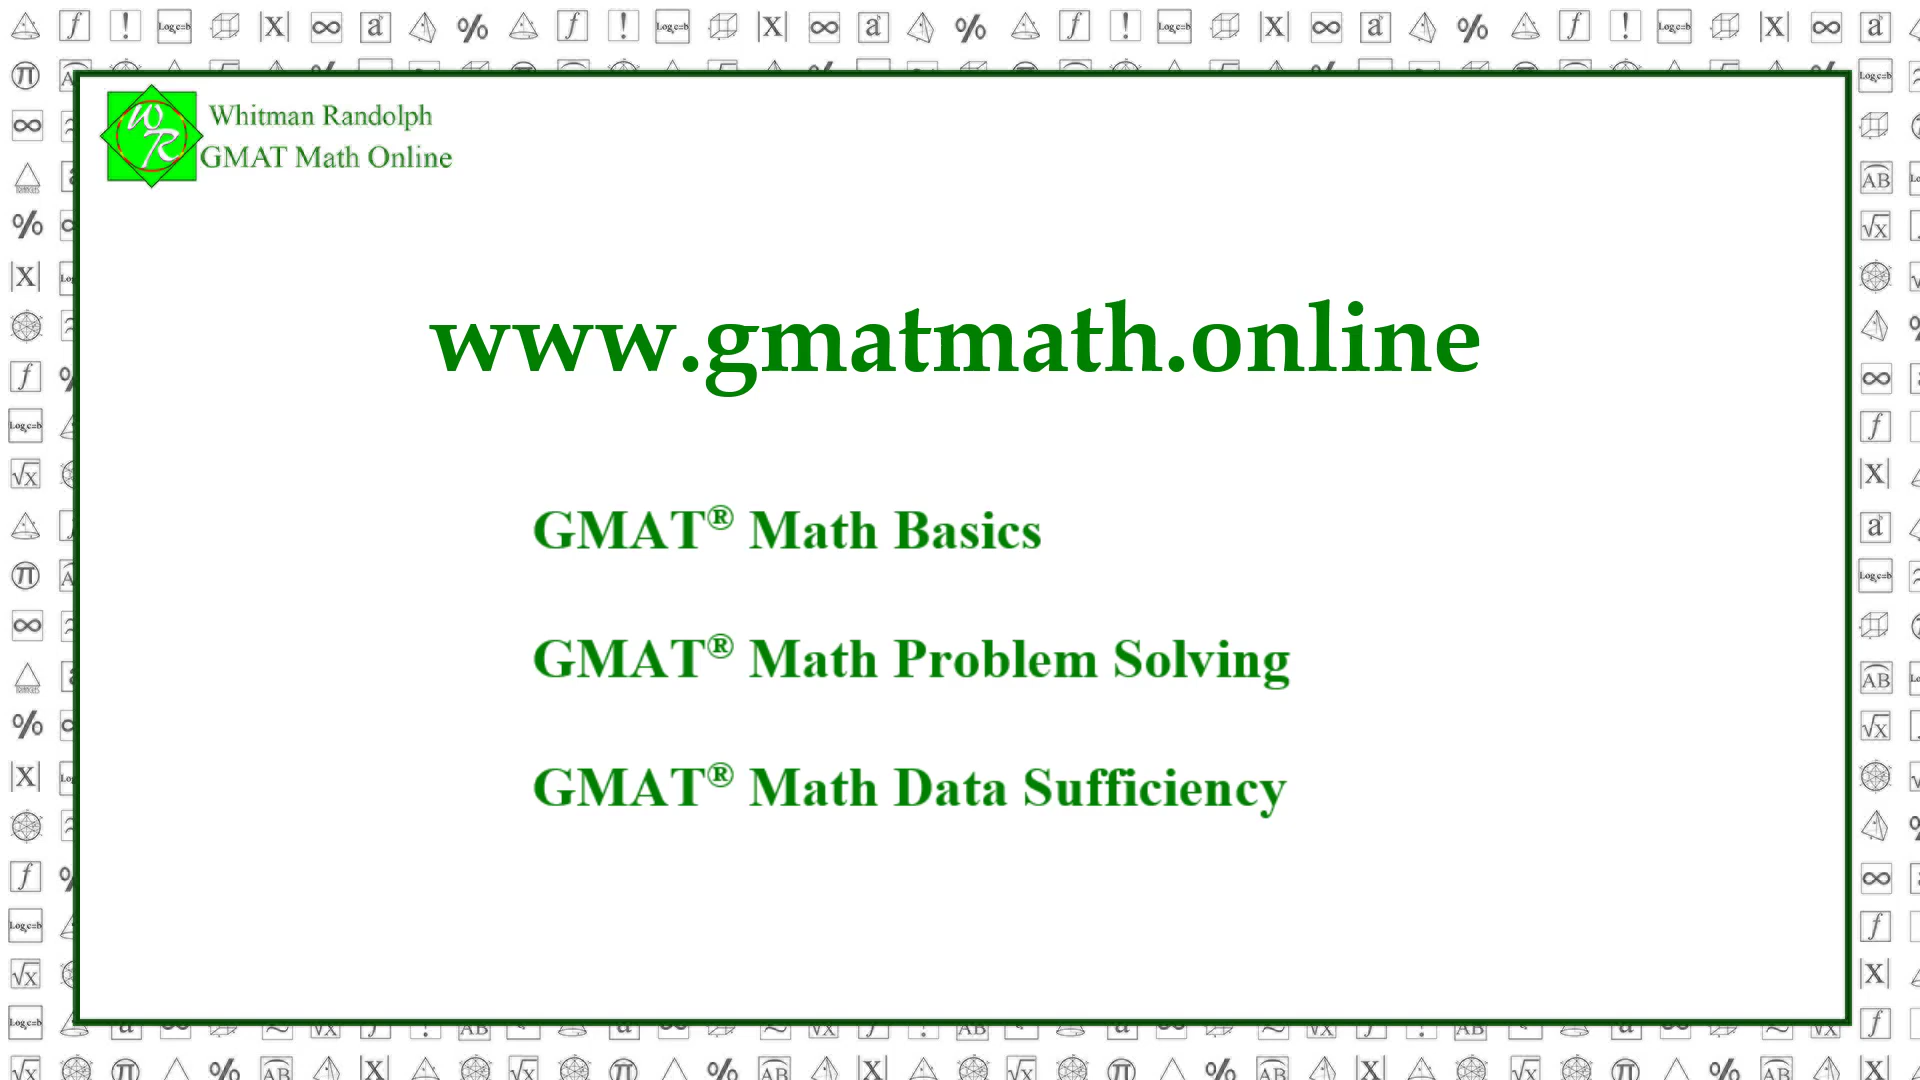 Whitman Randolph
GMAT Math Online
www.gmatmath.online
GMAT® Math Basics
GMAT® Math Problem Solving
GMAT® Math Data Sufficiency